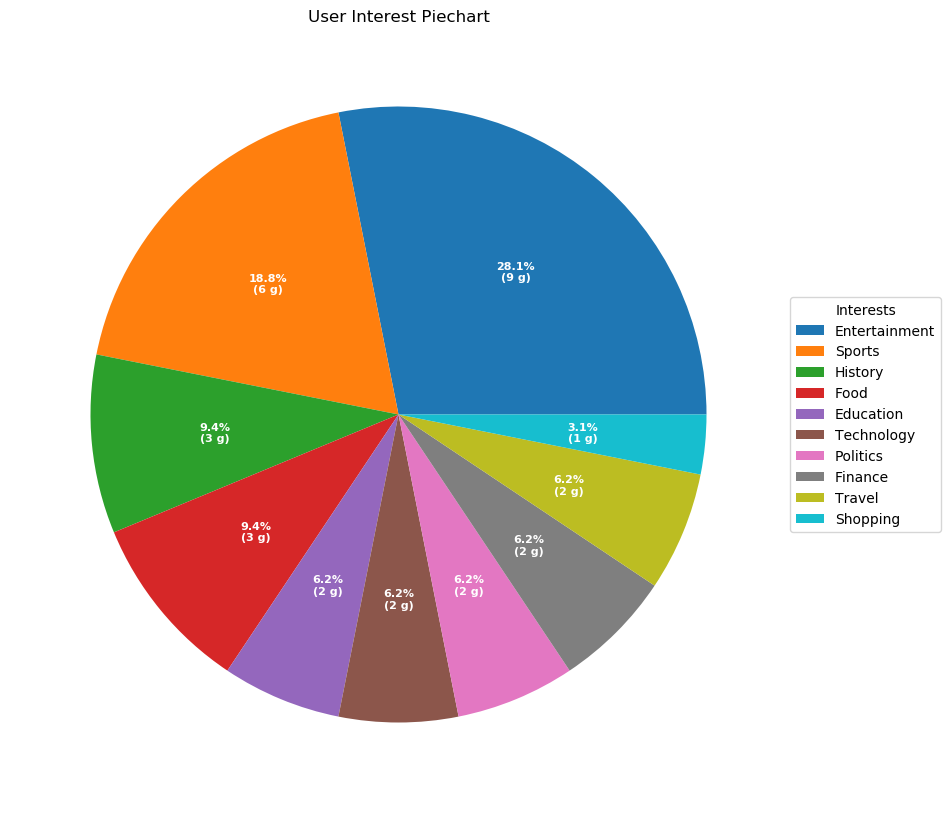 User Interest Piechart
28.1%
(9 g)
18.8%
(6 g)
9.4%
(3 g)
9.4%
(3 g)
6.2%
(2 g)
6.2%
(2 g)
6.2%
(2 g)
6.2%
(2 g)
6.2%
(2 g)
3.1%
(1 g)
Interests
Entertainment
Sports
History
Food
Education
Technology
Politics
Finance
Travel
Shopping